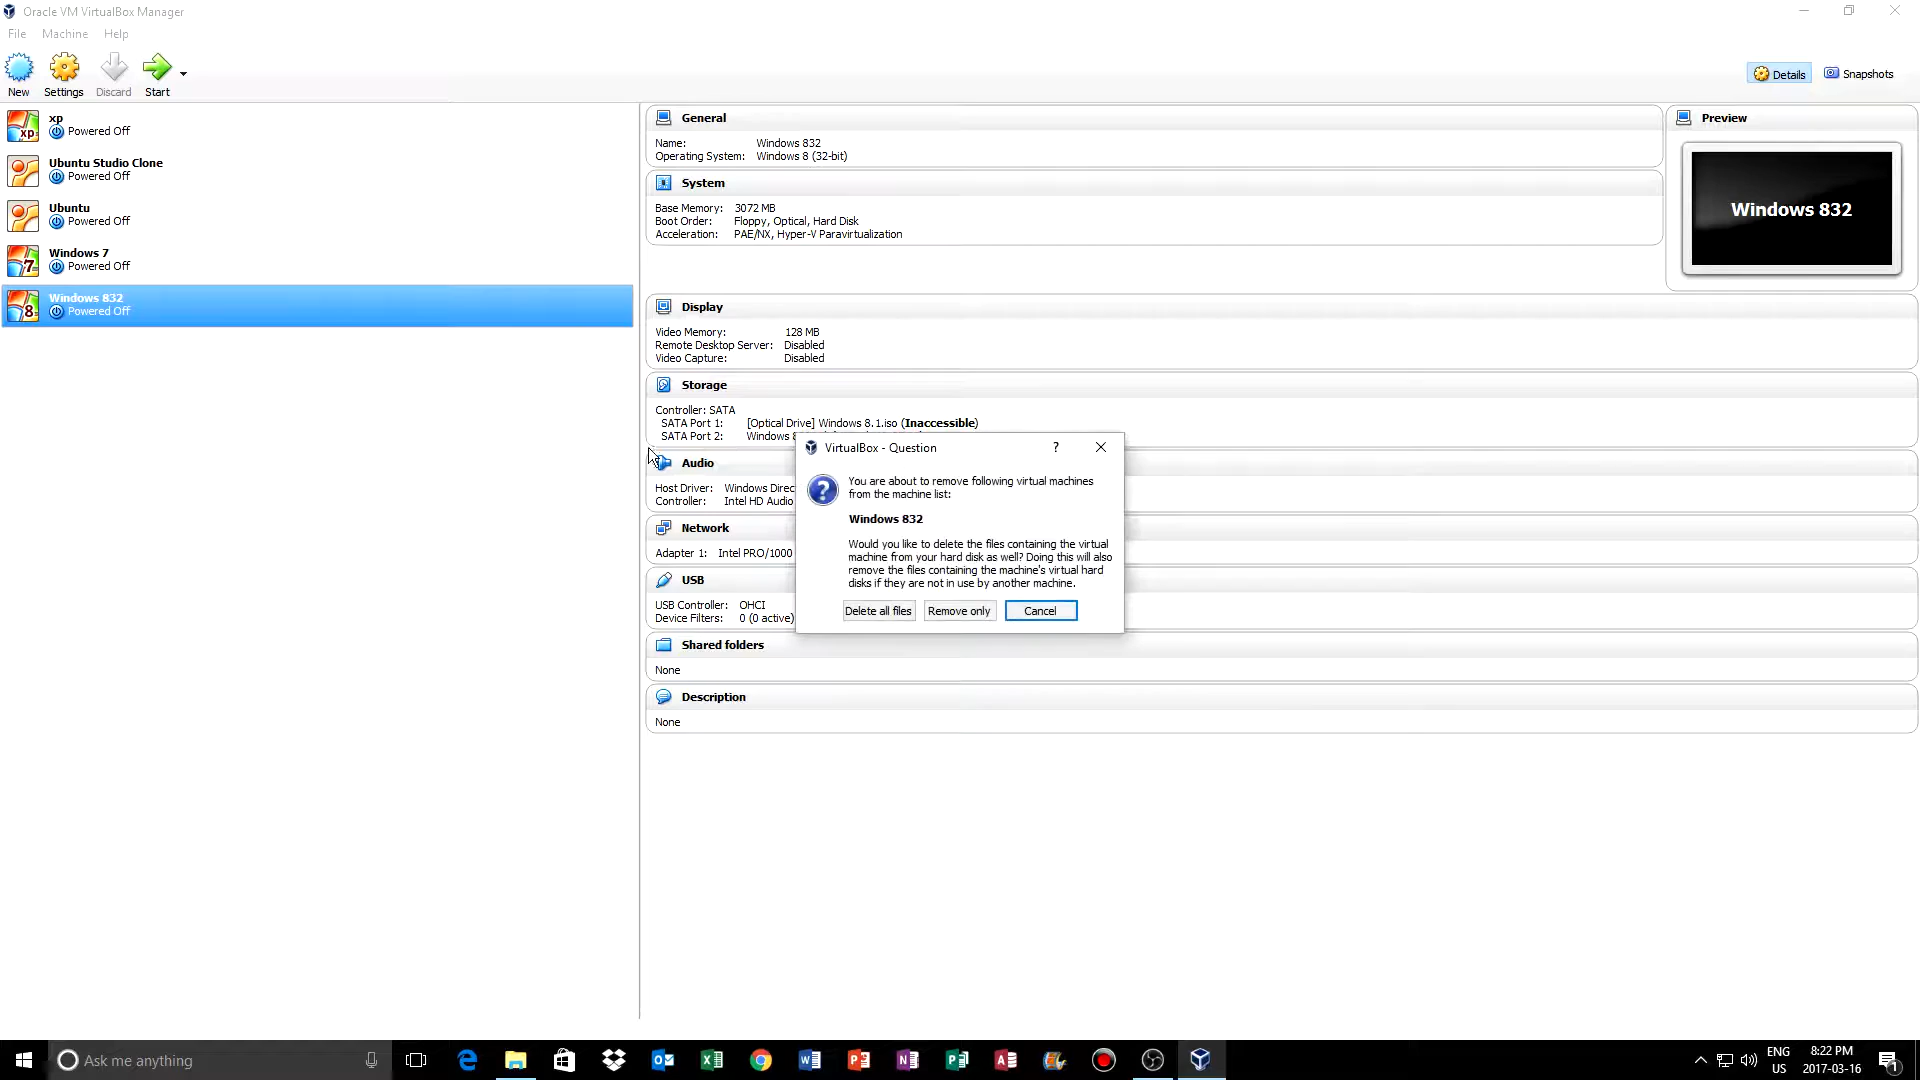 Oracle VM VirtualBox Manager
File Machine Help
New Settings Discard Start
Details Snapshots
xp
Powered Off
Ubuntu Studio Clone
Powered Off
Ubuntu
Powered Off
Windows 7
Powered Off
Windows 832
Powered Off
General
Name: Windows 832
Operating System: Windows 8 (32-bit)
System
Base Memory: 3072 MB
Boot Order: Floppy, Optical, Hard Disk
Acceleration: PAE/NX, Hyper-V Paravirtualization
Preview
Windows 832
Display
Video Memory: 128 MB
Remote Desktop Server: Disabled
Video Capture: Disabled
Storage
Controller: SATA
SATA Port 1: [Optical Drive] Windows 8.1.iso (Inaccessible)
SATA Port 2: Windows 8
Audio
Host Driver: Windows Direc
Controller: Intel HD Audio
Network
Adapter 1: Intel PRO/1000
USB
USB Controller: OHCI
Device Filters: 0 (0 active)
Shared folders
None
Description
None
VirtualBox - Question
?
You are about to remove following virtual machines
from the machine list:
Windows 832
Would you like to delete the files containing the virtual
machine from your hard disk as well? Doing this will also
remove the files containing the machine's virtual hard
disks if they are not in use by another machine.
Delete all files Remove only Cancel
Ask me anything
ENG
US
8:22 PM
2017-03-16
1